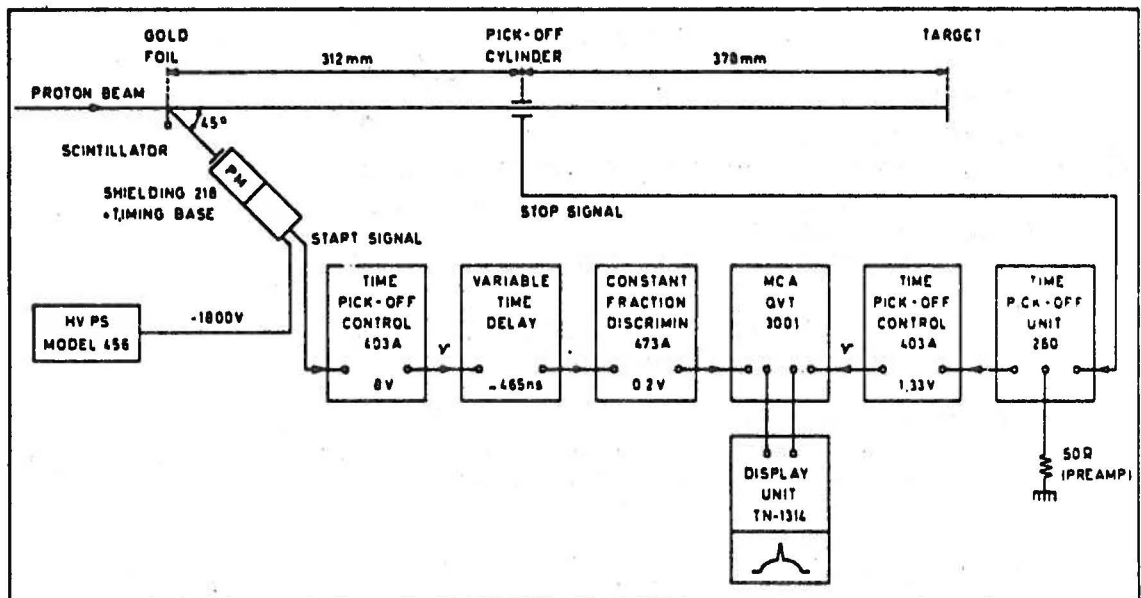 GOLD FOIL
PICK-OFF CYLINDER
TARGET
312mm
378mm
PROTON BEAM
45°
SCINTILLATOR
PM
SHIELDING 218
+TIMING BASE
STOP SIGNAL
START SIGNAL
HV PS
MODEL 456
-1800V
TIME
PICK-OFF
CONTROL
403A
8V
VARIABLE
TIME
DELAY
~465ns
CONSTANT
FRACTION
DISCRIMIN
473A
0.2V
MCA
QVT
3001
TIME
PICK-OFF
CONTROL
403A
1,33V
TIME
PICK-OFF
UNIT
260
50Ω
(PREAMP)
DISPLAY
UNIT
TN-1314